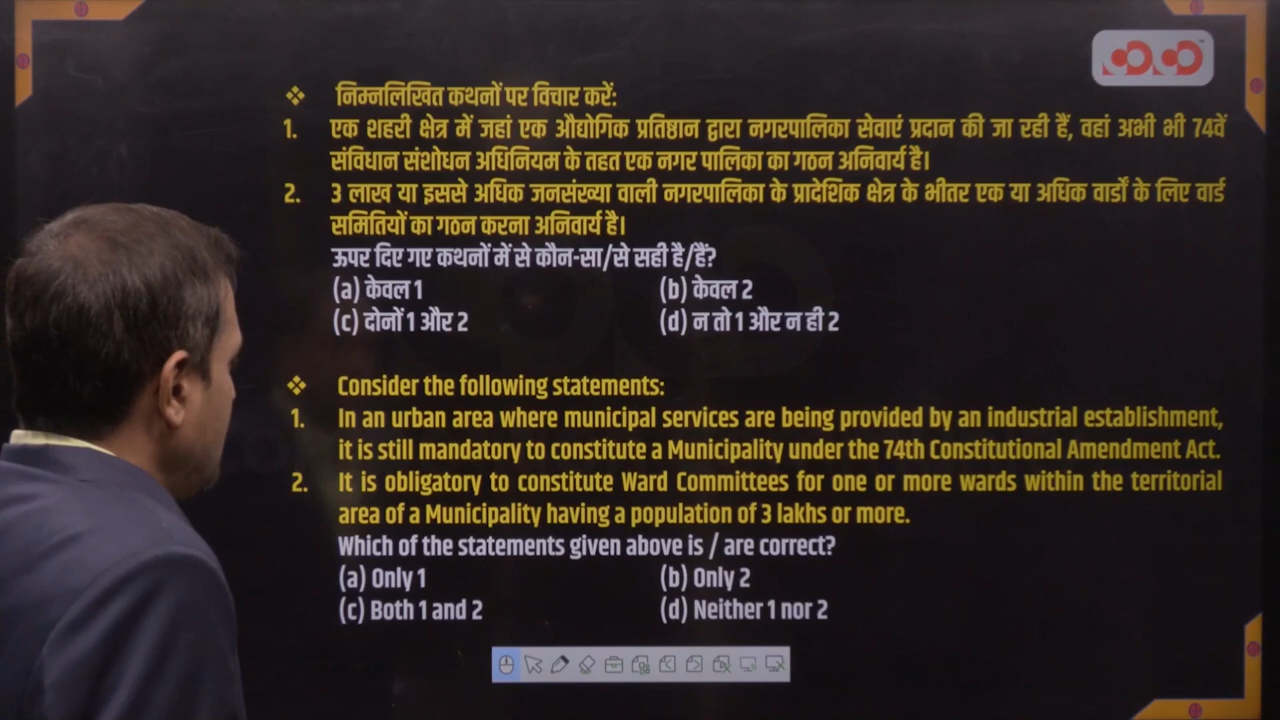 ❖ निम्नलिखित कथनों पर विचार करें:
1. एक शहरी क्षेत्र में जहां एक औद्योगिक प्रतिष्ठान द्वारा नगरपालिका सेवाएं प्रदान की जा रही हैं, वहां अभी भी 74वें
संविधान संशोधन अधिनियम के तहत एक नगर पालिका का गठन अनिवार्य है।
2. 3 लाख या इससे अधिक जनसंख्या वाली नगरपालिका के प्रादेशिक क्षेत्र के भीतर एक या अधिक वार्डों के लिए वार्ड
समितियों का गठन करना अनिवार्य है।
ऊपर दिए गए कथनों में से कौन-सा/से सही है/हैं?
(a) केवल 1 (b) केवल 2
(c) दोनों 1 और 2 (d) न तो 1 और न ही 2
❖ Consider the following statements:
1. In an urban area where municipal services are being provided by an industrial establishment,
it is still mandatory to constitute a Municipality under the 74th Constitutional Amendment Act.
2. It is obligatory to constitute Ward Committees for one or more wards within the territorial
area of a Municipality having a population of 3 lakhs or more.
Which of the statements given above is / are correct?
(a) Only 1 (b) Only 2
(c) Both 1 and 2 (d) Neither 1 nor 2